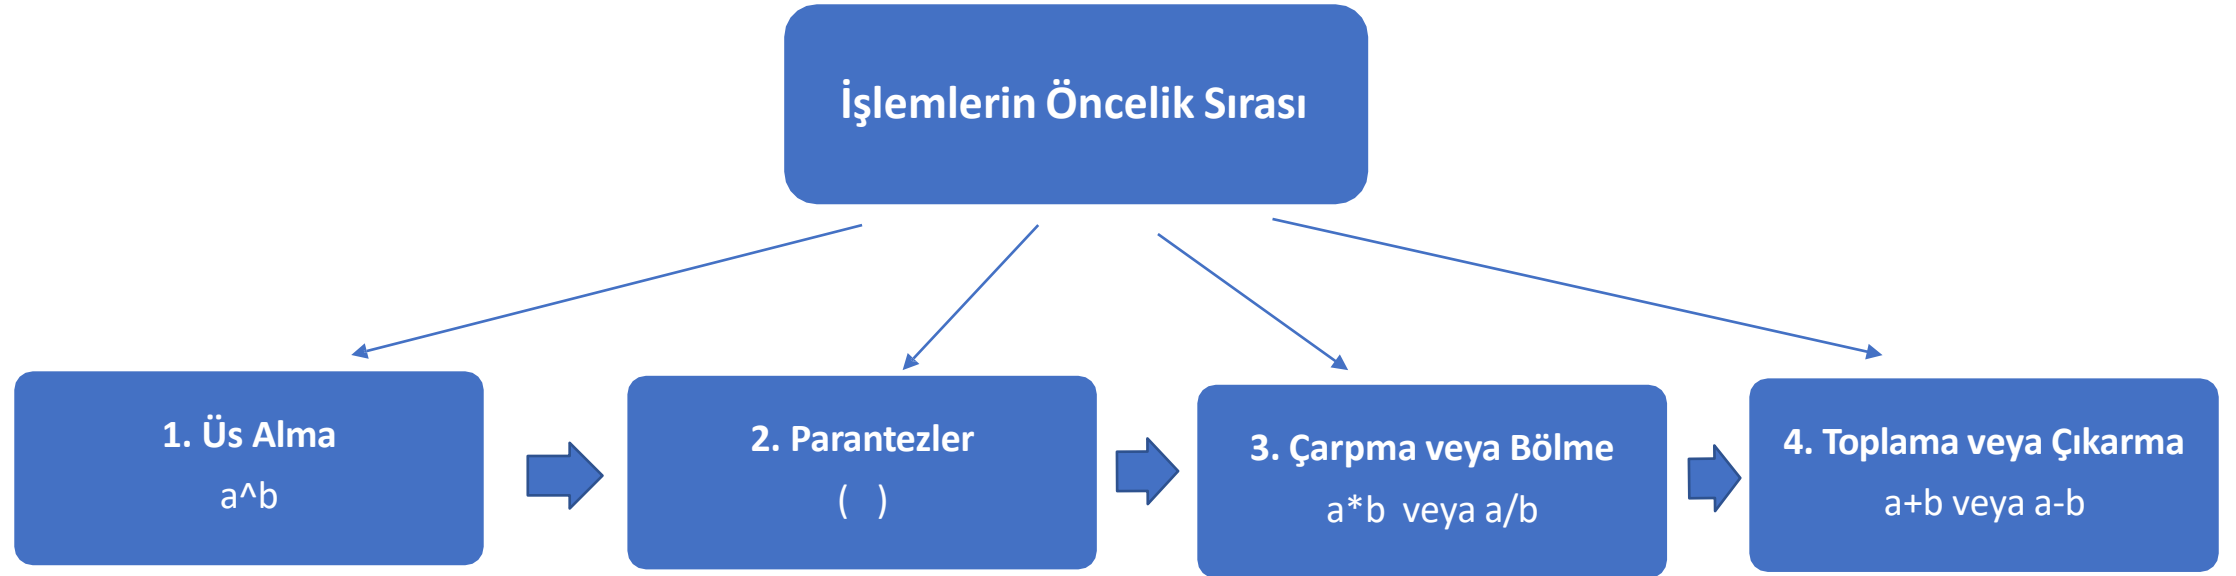 İşlemlerin Öncelik Sırası
1. Üs Alma
a^b
2. Parantezler
( )
3. Çarpma veya Bölme
a*b veya a/b
4. Toplama veya Çıkarma
a+b veya a-b